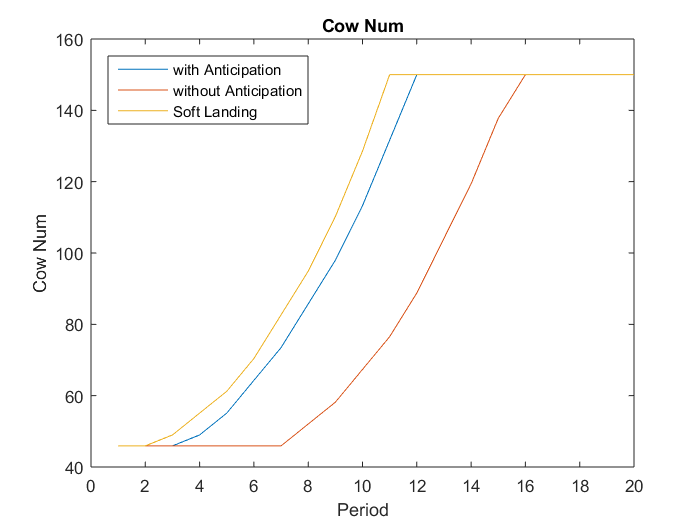 Cow Num
160
140
120
100
80
60
40
Cow Num
with Anticipation
without Anticipation
Soft Landing
0 2 4 6 8 10 12 14 16 18 20
Period